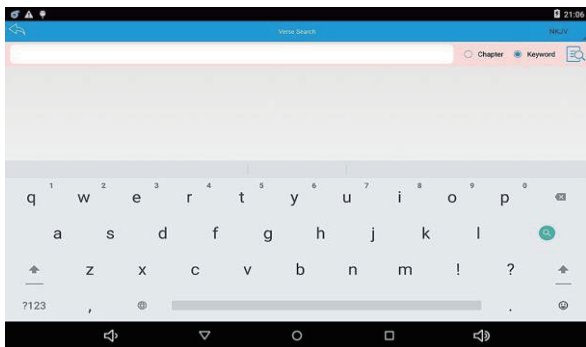 21:06
Verse Search
NKJV
Chapter
Keyword
1 2 3 4 5 6 7 8 9 0
q w e r t y u i o p
a s d f g h j k l
z x c v b n m ! ?
?123 , @ .